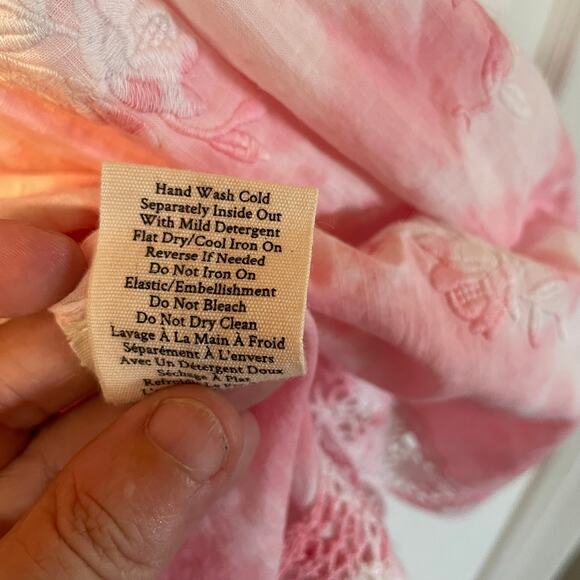 Hand Wash Cold
Separately Inside Out
With Mild Detergent
Flat Dry/Cool Iron On
Reverse If Needed
Do Not Iron On
Elastic/Embellishment
Do Not Bleach
Do Not Dry Clean
Lavage À La Main À Froid
Séparément À L'envers
Avec Un Détergent Doux
Séchage À Plat